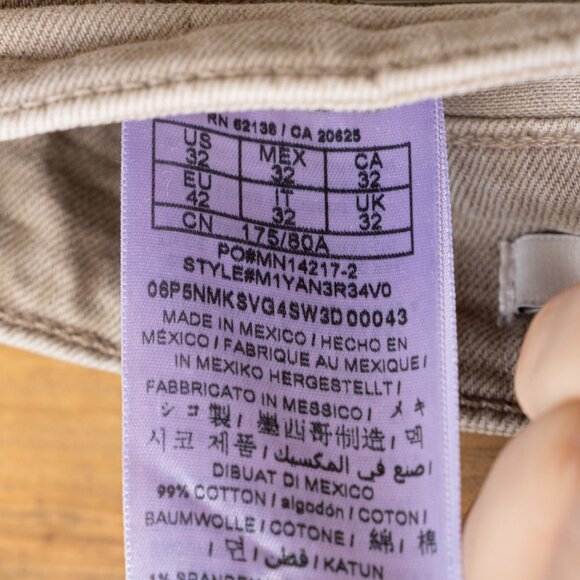 RN 62136 / CA 20625
US 32 MEX 32 CA 32
EU 42 IT 32 UK 32
CN 175/80A
PO#MN14217-2
STYLE#M1YAN3R34V0
06P5NMKSVG4SW3D00043
MADE IN MEXICO / HECHO EN
MÉXICO / FABRIQUE AU MEXIQUE /
IN MEXIKO HERGESTELLT /
FABBRICATO IN MESSICO / メキ
シコ製 / 墨西哥制造 / 멕
시코 제품 / صنع في المكسيك /
DIBUAT DI MEXICO
99% COTTON / algodón / COTON /
BAUMWOLLE / COTONE / 綿 / 棉
/ 면 / قطن / KATUN